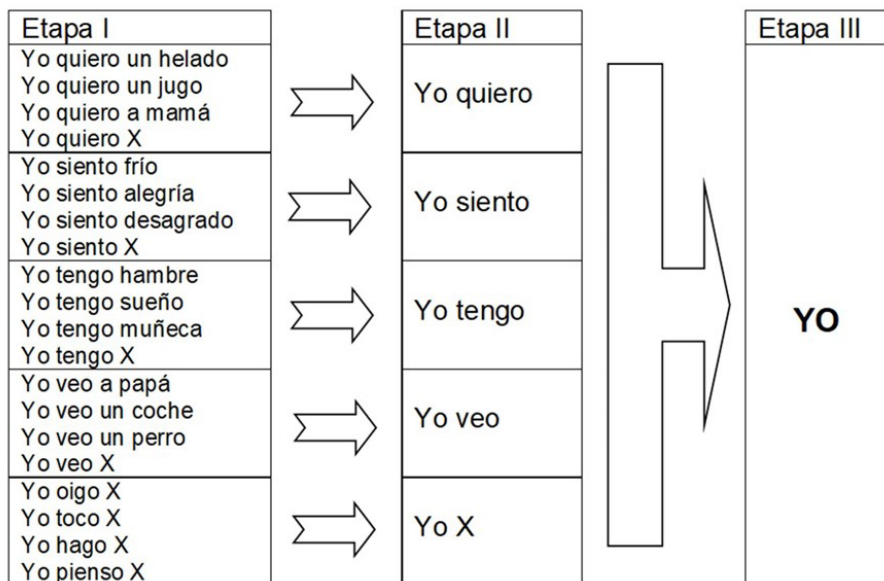 Etapa I
Yo quiero un helado
Yo quiero un jugo
Yo quiero a mamá
Yo quiero X
Yo siento frío
Yo siento alegría
Yo siento desagrado
Yo siento X
Yo tengo hambre
Yo tengo sueño
Yo tengo muñeca
Yo tengo X
Yo veo a papá
Yo veo un coche
Yo veo un perro
Yo veo X
Yo oigo X
Yo toco X
Yo hago X
Yo pienso X
Etapa II
Yo quiero
Yo siento
Yo tengo
Yo veo
Yo X
Etapa III
YO